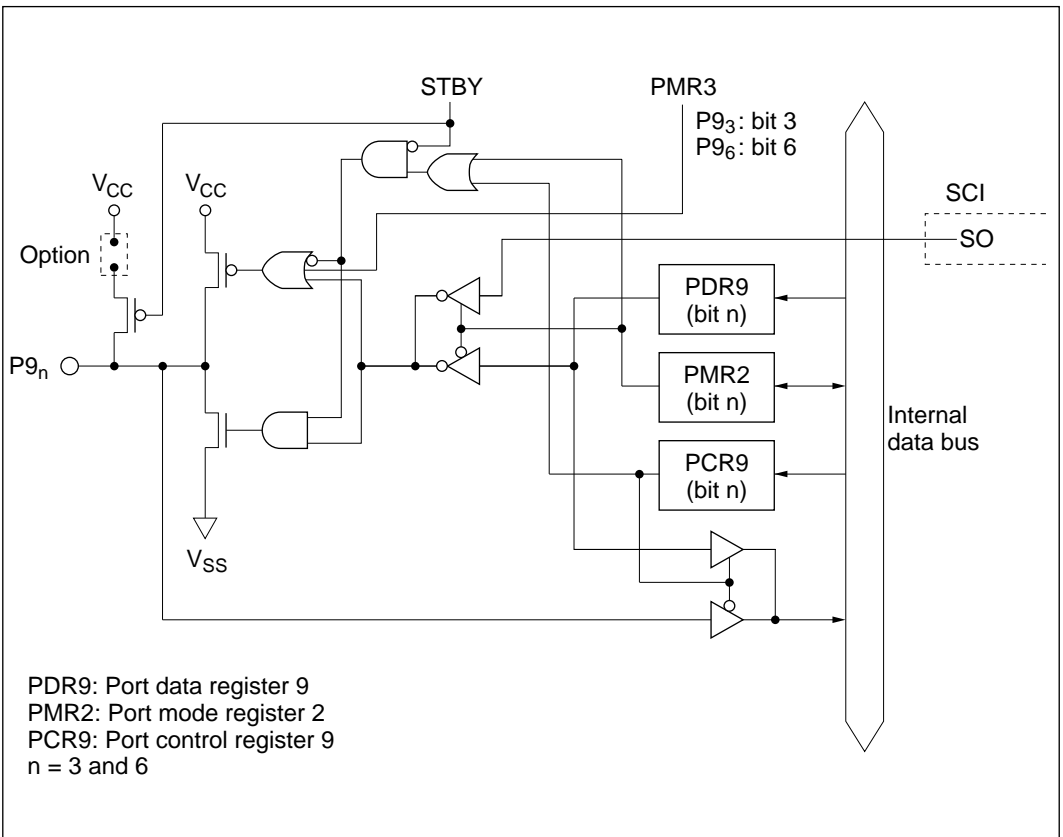 STBY
PMR3
P9₃: bit 3
P9₆: bit 6
V_CC
V_CC
SCI
SO
Option
PDR9
(bit n)
P9ₙ
PMR2
(bit n)
Internal
data bus
PCR9
(bit n)
V_SS
PDR9: Port data register 9
PMR2: Port mode register 2
PCR9: Port control register 9
n = 3 and 6